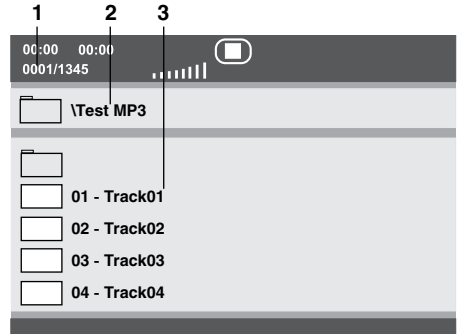 1 2 3
00:00 00:00
0001/1345
\Test MP3
01 - Track01
02 - Track02
03 - Track03
04 - Track04